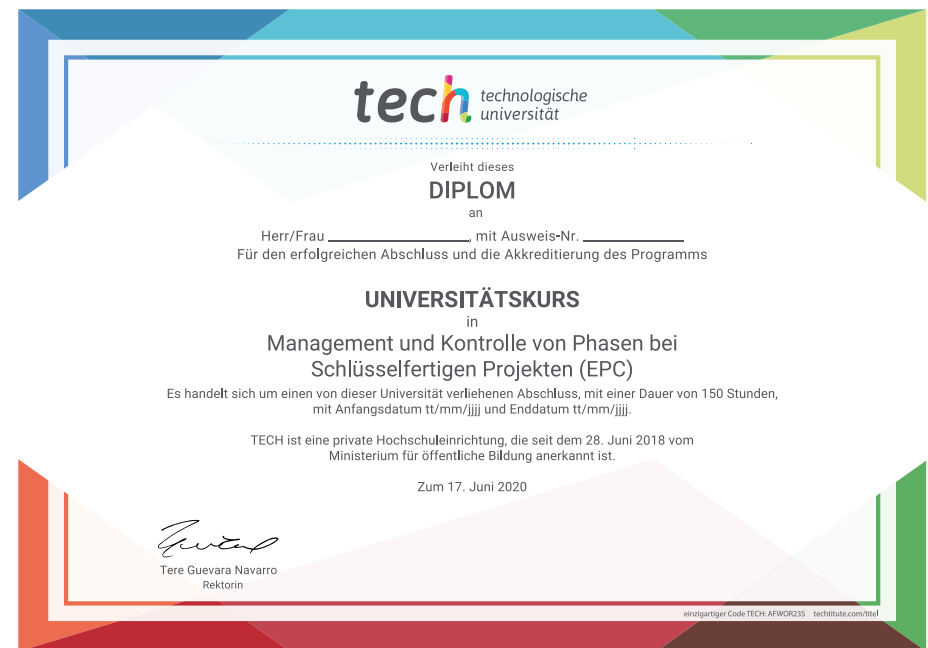 tech technologische
universität
Verleiht dieses
DIPLOM
an
Herr/Frau ________________, mit Ausweis-Nr. ____________
Für den erfolgreichen Abschluss und die Akkreditierung des Programms
UNIVERSITÄTSKURS
in
Management und Kontrolle von Phasen bei
Schlüsselfertigen Projekten (EPC)
Es handelt sich um einen von dieser Universität verliehenen Abschluss, mit einer Dauer von 150 Stunden,
mit Anfangsdatum tt/mm/jjjj und Enddatum tt/mm/jjjj.
TECH ist eine private Hochschuleinrichtung, die seit dem 28. Juni 2018 vom
Ministerium für öffentliche Bildung anerkannt ist.
Zum 17. Juni 2020
Tere Guevara Navarro
Rektorin
einzigartiger Code TECH: AFWOR23S techtitute.com/titel